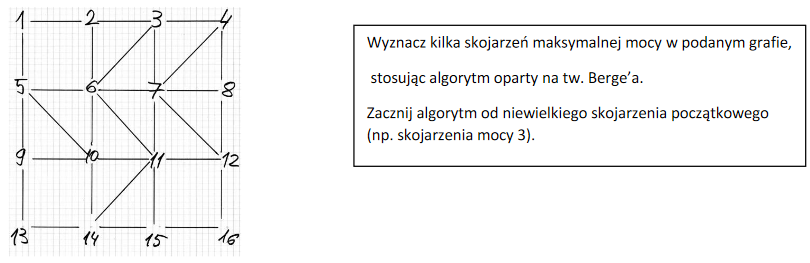 1 2 3 4
5 6 7 8
9 10 11 12
13 14 15 16
Wyznacz kilka skojarzeń maksymalnej mocy w podanym grafie,
stosując algorytm oparty na tw. Berge’a.
Zacznij algorytm od niewielkiego skojarzenia początkowego
(np. skojarzenia mocy 3).